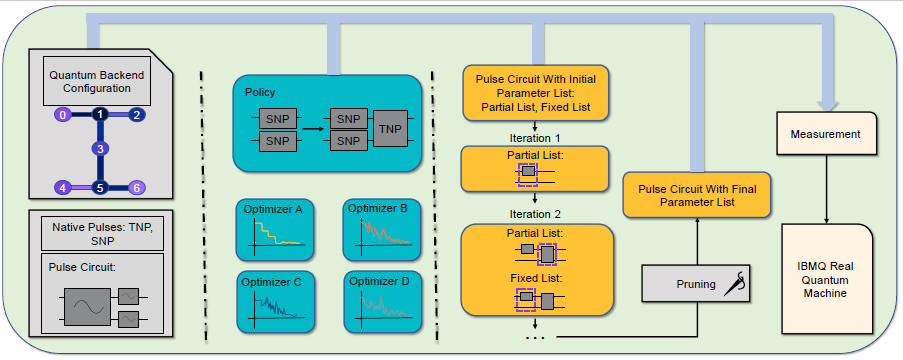 Quantum Backend
Configuration
0
1
2
3
4
5
6
Native Pulses: TNP,
SNP
Pulse Circuit:
Policy
SNP
SNP
SNP
SNP
TNP
Optimizer A
Optimizer B
Optimizer C
Optimizer D
Pulse Circuit With Initial
Parameter List:
Partial List, Fixed List
Iteration 1
Partial List:
Iteration 2
Partial List:
Fixed List:
...
Pulse Circuit With Final
Parameter List
Pruning
Measurement
IBMQ Real
Quantum
Machine